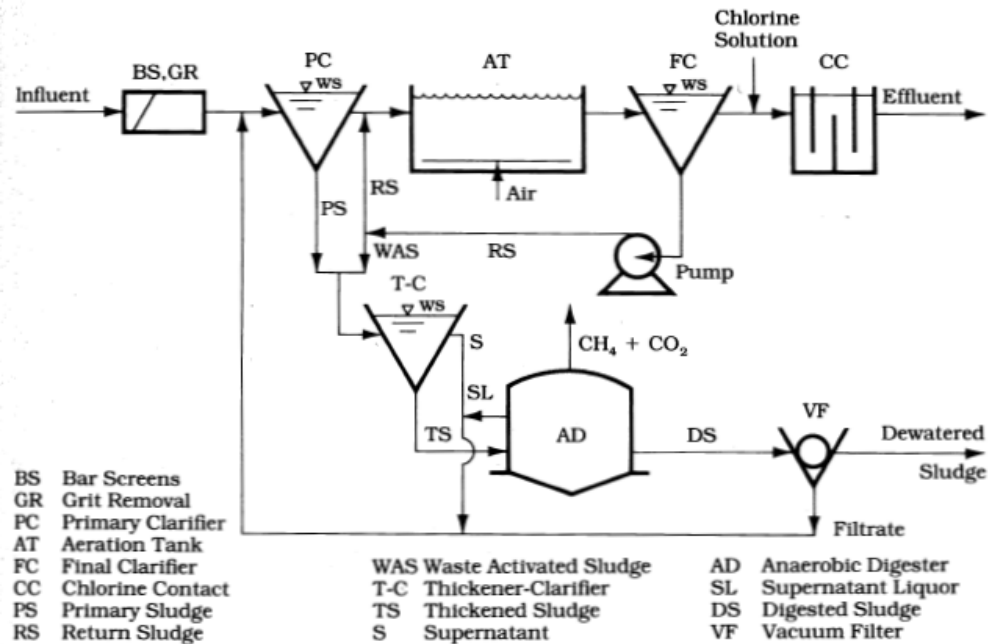 Chlorine
Solution
PC
AT
FC
CC
BS,GR
WS
WS
Influent
Effluent
RS
Air
PS
WAS
RS
Pump
T-C
WS
S
CH₄ + CO₂
SL
VF
TS
AD
DS
Dewatered
Sludge
Filtrate
BS Bar Screens
GR Grit Removal
PC Primary Clarifier
AT Aeration Tank
FC Final Clarifier
CC Chlorine Contact
PS Primary Sludge
RS Return Sludge
WAS Waste Activated Sludge
T-C Thickener-Clarifier
TS Thickened Sludge
S Supernatant
AD Anaerobic Digester
SL Supernatant Liquor
DS Digested Sludge
VF Vacuum Filter